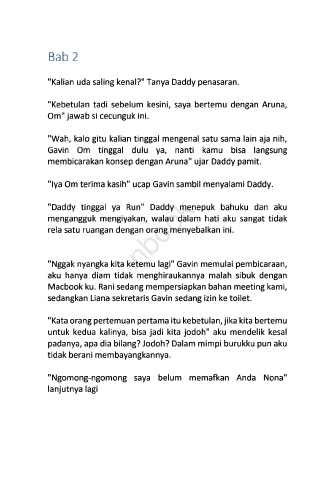 Bab 2
"Kalian uda saling kenal?" Tanya Daddy penasaran.
"Kebetulan tadi sebelum kesini, saya bertemu dengan Aruna,
Om" jawab si cecunguk ini.
"Wah, kalo gitu kalian tinggal mengenal satu sama lain aja nih,
Gavin Om tinggal dulu ya, nanti kamu bisa langsung
membicarakan konsep dengan Aruna" ujar Daddy pamit.
"Iya Om terima kasih" ucap Gavin sambil menyalami Daddy.
"Daddy tinggal ya Run" Daddy menepuk bahuku dan aku
mengangguk mengiyakan, walau dalam hati aku sangat tidak
rela satu ruangan dengan orang menyebalkan ini.
"Nggak nyangka kita ketemu lagi" Gavin memulai pembicaraan,
aku hanya diam tidak menghiraukannya malah sibuk dengan
Macbook ku. Rani sedang mempersiapkan bahan meeting kami,
sedangkan Liana sekretaris Gavin sedang izin ke toilet.
"Kata orang pertemuan pertama itu kebetulan, jika kita bertemu
untuk kedua kalinya, bisa jadi kita jodoh" aku mendelik kesal
padanya, apa dia bilang? Jodoh? Dalam mimpi burukku pun aku
tidak berani membayangkannya.
"Ngomong-ngomong saya belum memafkan Anda Nona"
lanjutnya lagi